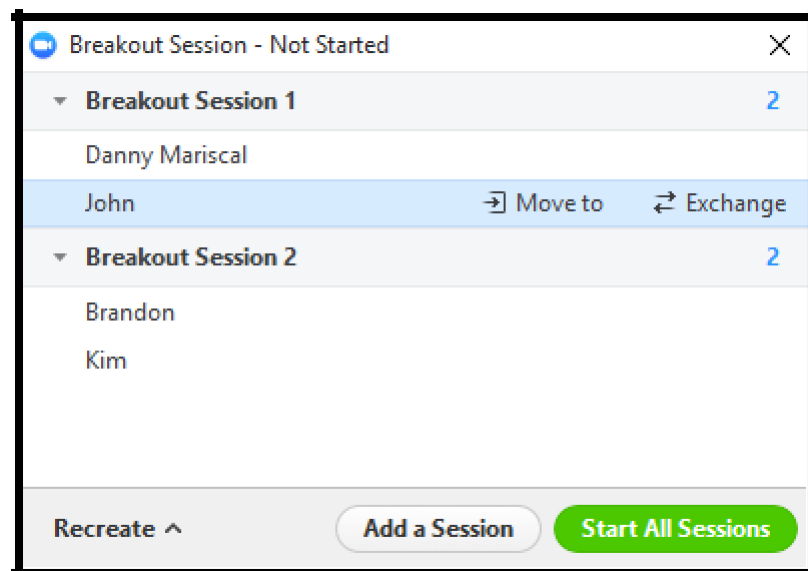 Breakout Session - Not Started
Breakout Session 1 2
Danny Mariscal
John Move to Exchange
Breakout Session 2 2
Brandon
Kim
Recreate Add a Session Start All Sessions